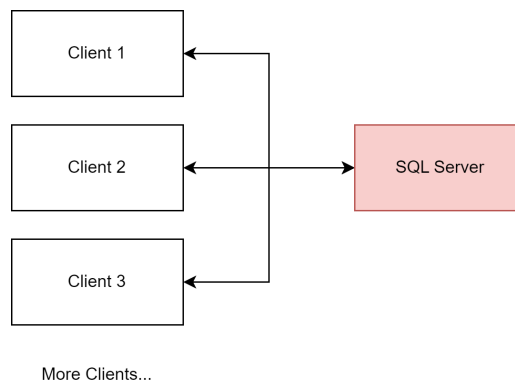 Client 1
Client 2
SQL Server
Client 3
More Clients...